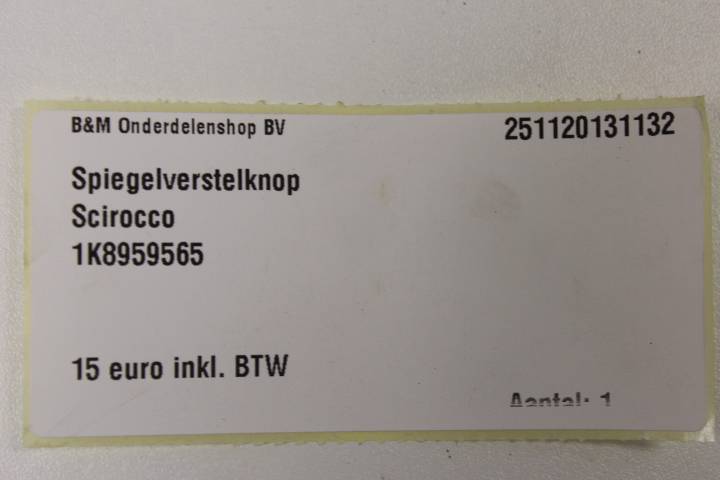 B&M Onderdelenshop BV 251120131132
Spiegelverstelknop
Scirocco
1K8959565
15 euro inkl. BTW
Aantal: 1